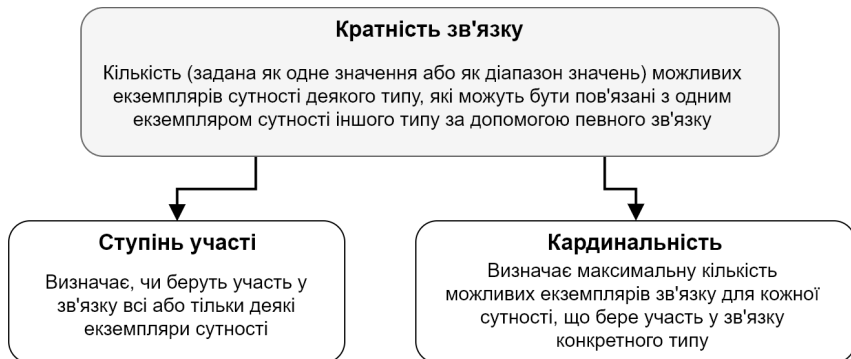 Кратність зв'язку
Кількість (задана як одне значення або як діапазон значень) можливих
екземплярів сутності деякого типу, які можуть бути пов'язані з одним
екземпляром сутності іншого типу за допомогою певного зв'язку
Ступінь участі
Визначає, чи беруть участь у
зв'язку всі або тільки деякі
екземпляри сутності
Кардинальність
Визначає максимальну кількість
можливих екземплярів зв'язку для кожної
сутності, що бере участь у зв'язку
конкретного типу